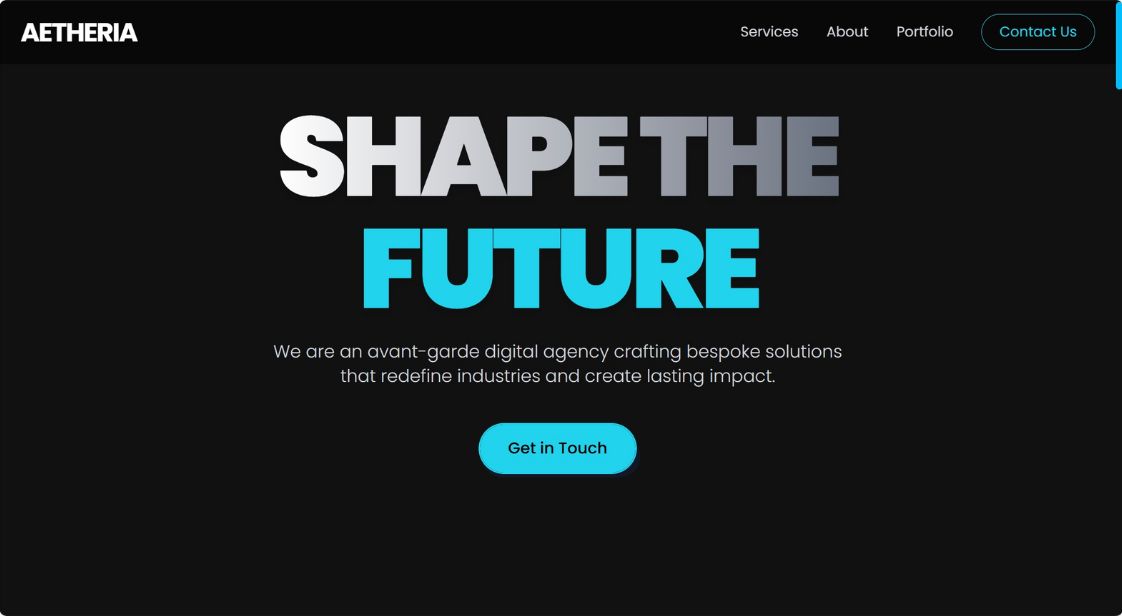 AETHERIA
Services About Portfolio Contact Us
SHAPE THE
FUTURE
We are an avant-garde digital agency crafting bespoke solutions
that redefine industries and create lasting impact.
Get in Touch